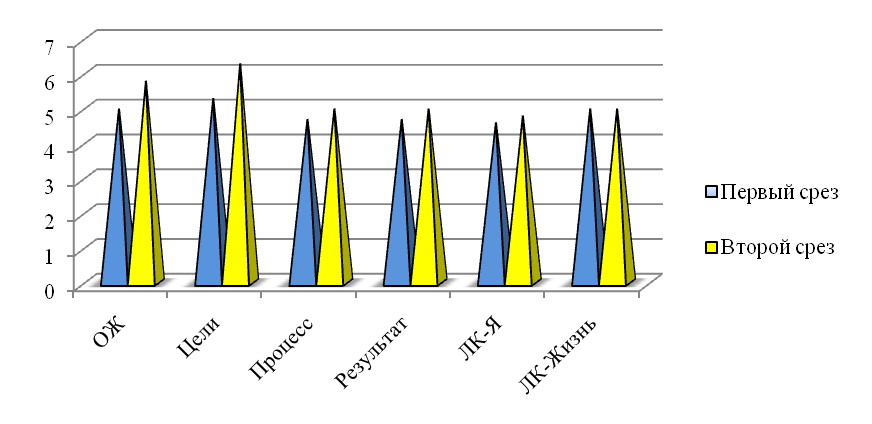 7
6
5
4
3
2
1
0
ОЖ
Цели
Процесс
Результат
ЛК-Я
ЛК-Жизнь
Первый срез
Второй срез